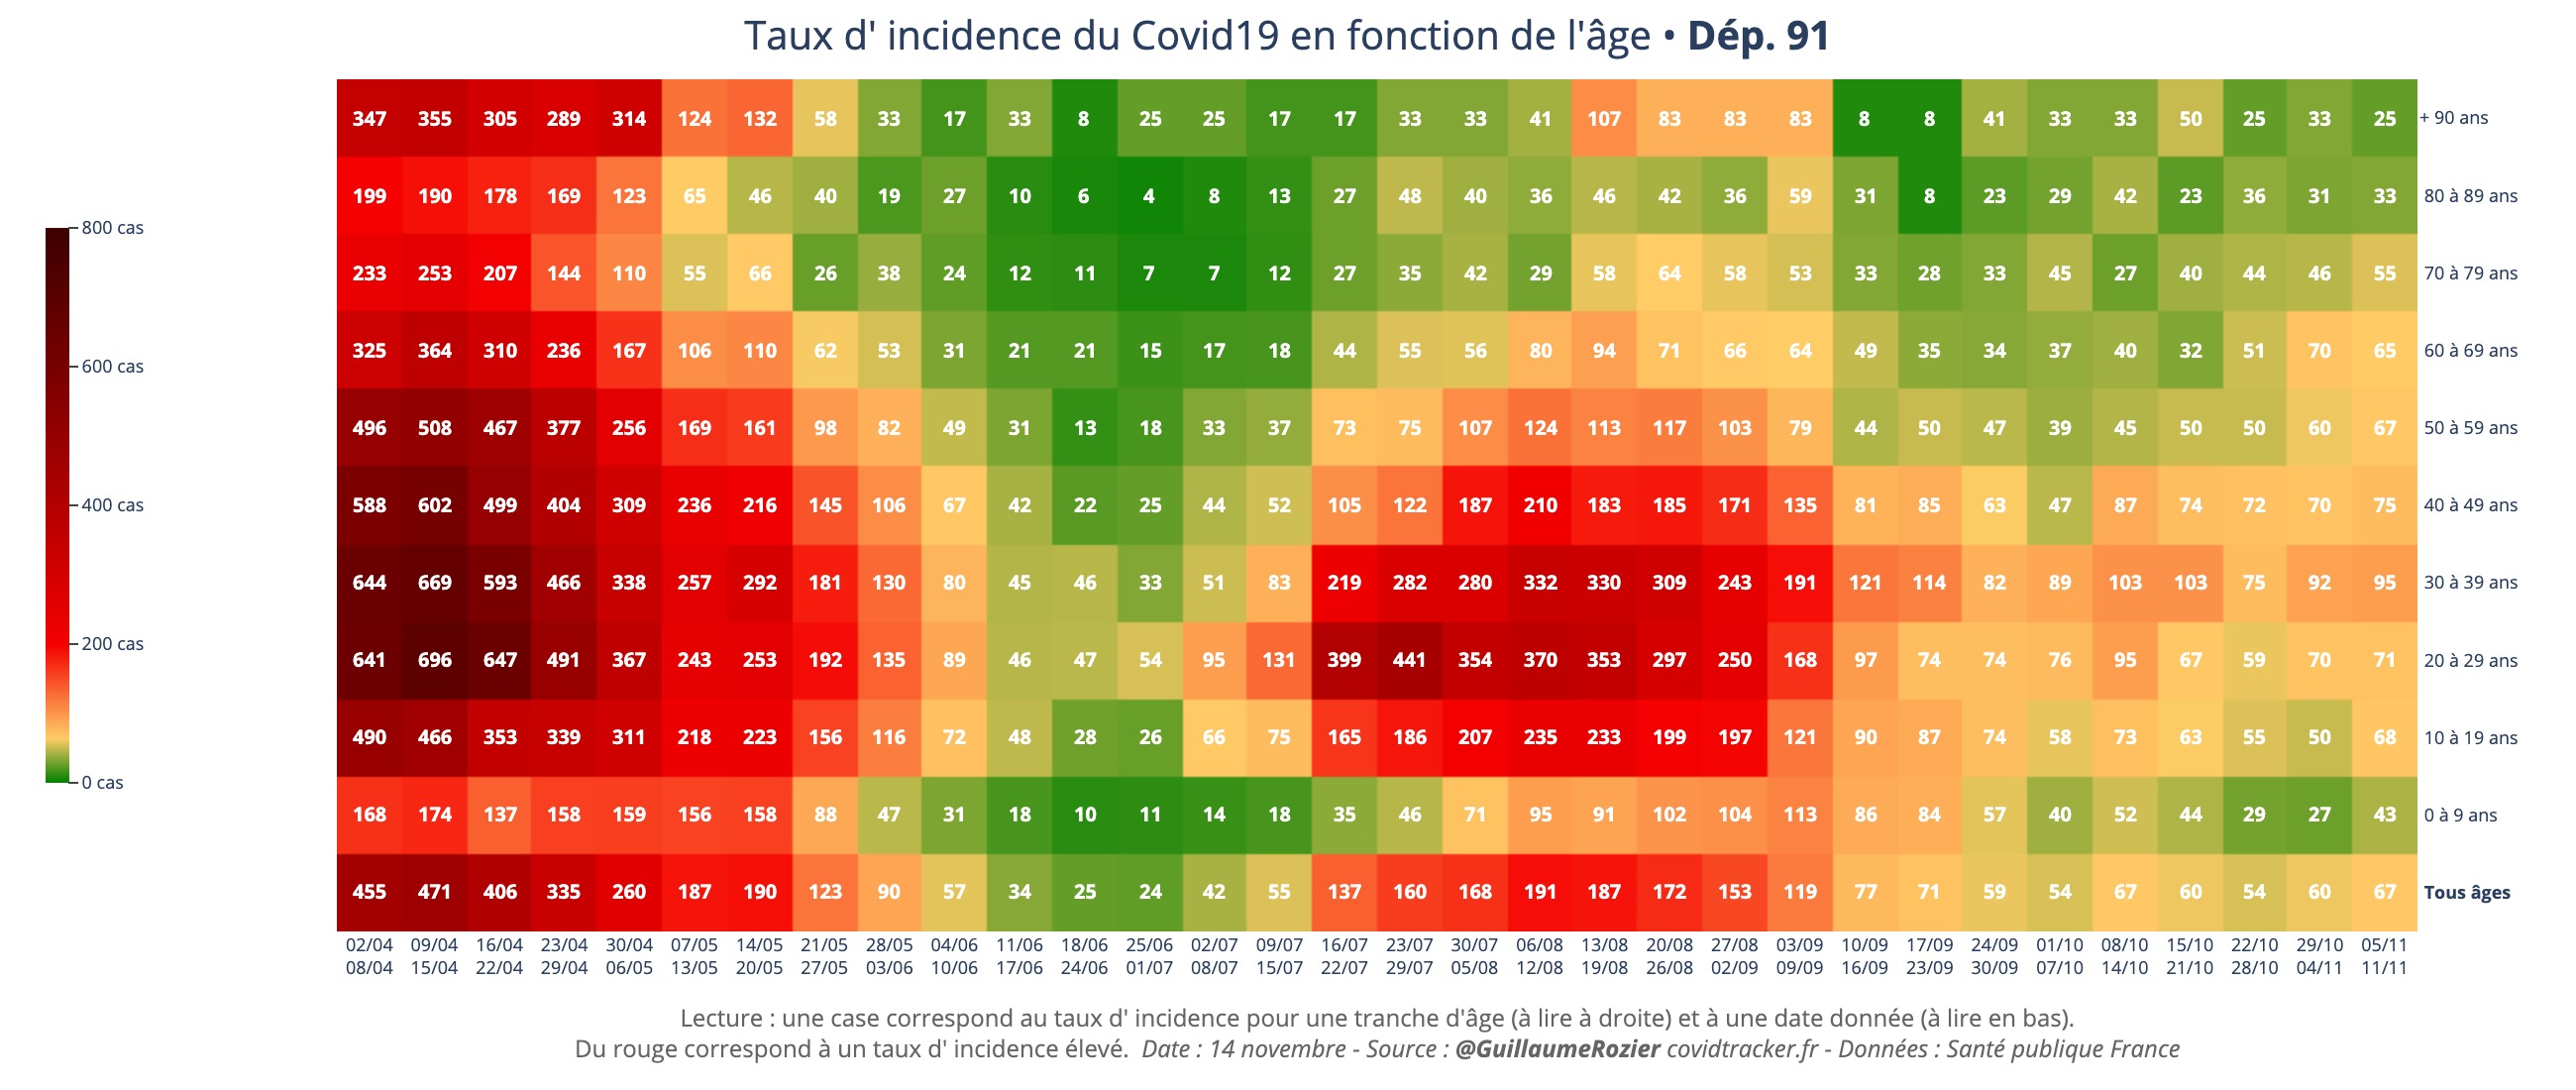 Taux d' incidence du Covid19 en fonction de l'âge • Dép. 91
347 355 305 289 314 124 132 58 33 17 33 8 25 25 17 17 33 33 41 107 83 83 83 8 8 41 33 33 50 25 33 25 + 90 ans
199 190 178 169 123 65 46 40 19 27 10 6 4 8 13 27 48 40 36 46 42 36 59 31 8 23 29 42 23 36 31 33 80 à 89 ans
800 cas
233 253 207 144 110 55 66 26 38 24 12 11 7 7 12 27 35 42 29 58 64 58 53 33 28 33 45 27 40 44 46 55 70 à 79 ans
325 364 310 236 167 106 110 62 53 31 21 21 15 17 18 44 55 56 80 94 71 66 64 49 35 34 37 40 32 51 70 65 60 à 69 ans
600 cas
496 508 467 377 256 169 161 98 82 49 31 13 18 33 37 73 75 107 124 113 117 103 79 44 50 47 39 45 50 50 60 67 50 à 59 ans
400 cas
588 602 499 404 309 236 216 145 106 67 42 22 25 44 52 105 122 187 210 183 185 171 135 81 85 63 47 87 74 72 70 75 40 à 49 ans
644 669 593 466 338 257 292 181 130 80 45 46 33 51 83 219 282 280 332 330 309 243 191 121 114 82 89 103 103 75 92 95 30 à 39 ans
200 cas
641 696 647 491 367 243 253 192 135 89 46 47 54 95 131 399 441 354 370 353 297 250 168 97 74 74 76 95 67 59 70 71 20 à 29 ans
490 466 353 339 311 218 223 156 116 72 48 28 26 66 75 165 186 207 235 233 199 197 121 90 87 74 58 73 63 55 50 68 10 à 19 ans
0 cas
168 174 137 158 159 156 158 88 47 31 18 10 11 14 18 35 46 71 95 91 102 104 113 86 84 57 40 52 44 29 27 43 0 à 9 ans
455 471 406 335 260 187 190 123 90 57 34 25 24 42 55 137 160 168 191 187 172 153 119 77 71 59 54 67 60 54 60 67 Tous âges
02/04 09/04 16/04 23/04 30/04 07/05 14/05 21/05 28/05 04/06 11/06 18/06 25/06 02/07 09/07 16/07 23/07 30/07 06/08 13/08 20/08 27/08 03/09 10/09 17/09 24/09 01/10 08/10 15/10 22/10 29/10 05/11
08/04 15/04 22/04 29/04 06/05 13/05 20/05 27/05 03/06 10/06 17/06 24/06 01/07 08/07 15/07 22/07 29/07 05/08 12/08 19/08 26/08 02/09 09/09 16/09 23/09 30/09 07/10 14/10 21/10 28/10 04/11 11/11
Lecture : une case correspond au taux d' incidence pour une tranche d'âge (à lire à droite) et à une date donnée (à lire en bas).
Du rouge correspond à un taux d' incidence élevé. Date : 14 novembre - Source : @GuillaumeRozier covidtracker.fr - Données : Santé publique France